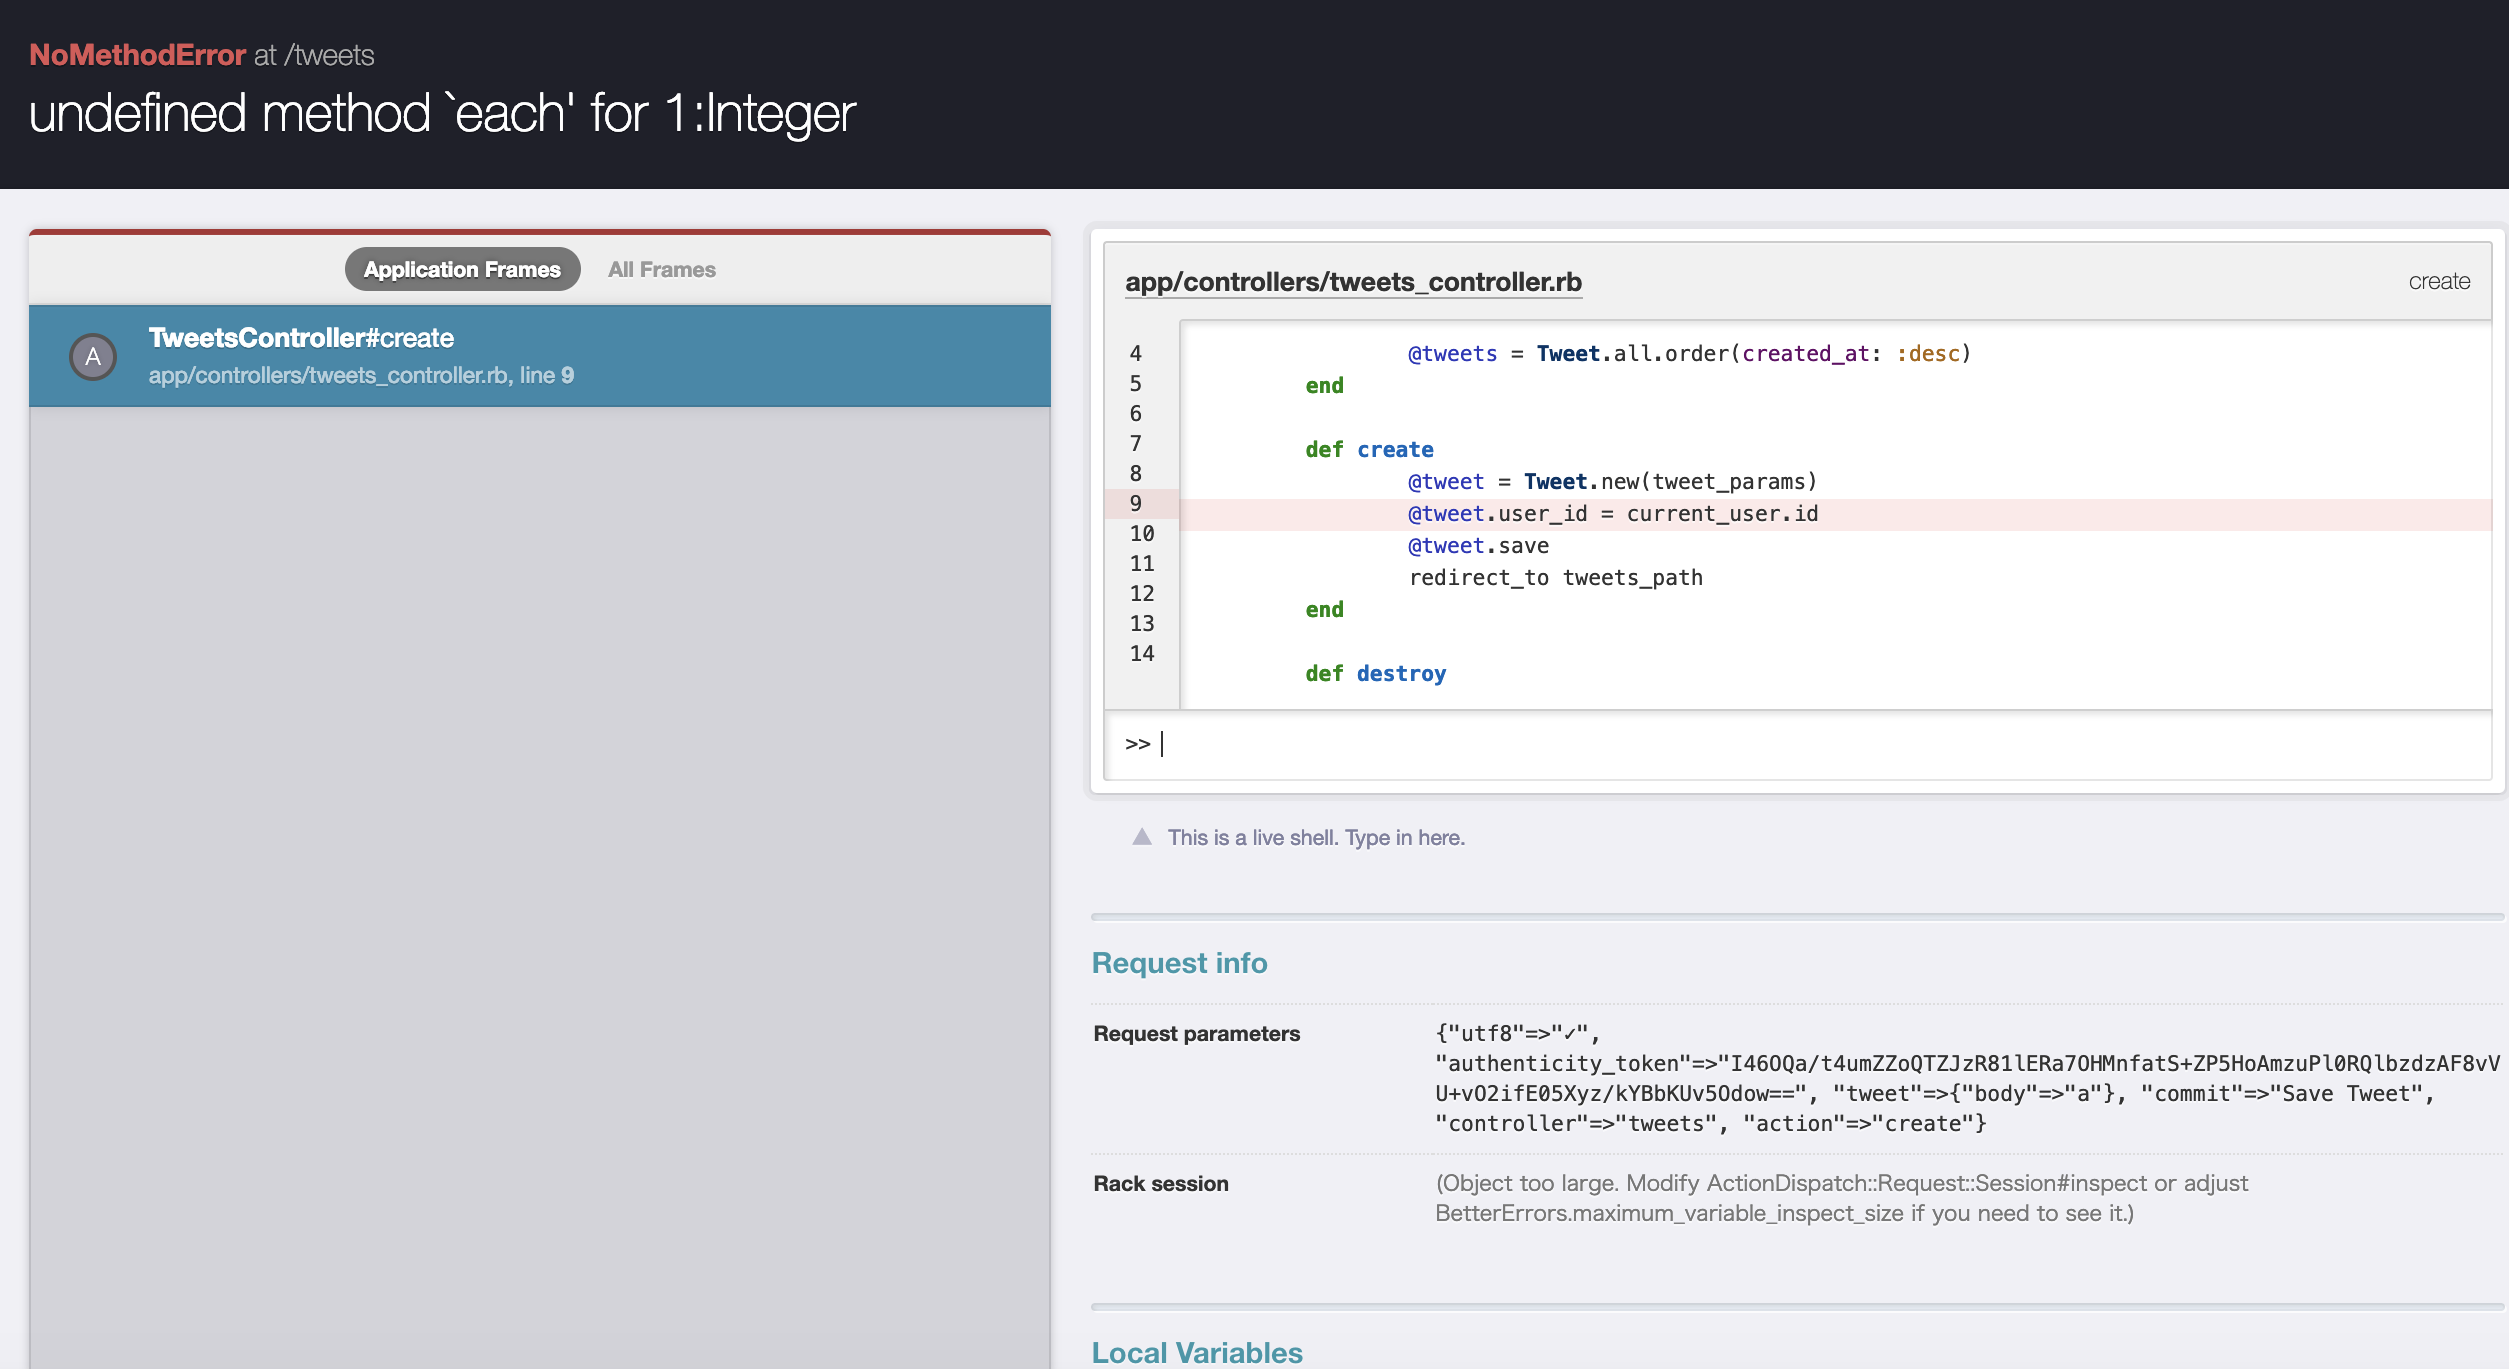 NoMethodError at /tweets
undefined method `each' for 1:Integer
Application Frames All Frames
A
TweetsController#create
app/controllers/tweets_controller.rb, line 9
app/controllers/tweets_controller.rb create
4 @tweets = Tweet.all.order(created_at: :desc)
5 end
6
7 def create
8 @tweet = Tweet.new(tweet_params)
9 @tweet.user_id = current_user.id
10 @tweet.save
11 redirect_to tweets_path
12 end
13
14 def destroy
>>
This is a live shell. Type in here.
Request info
Request parameters
{"utf8"=>"✓",
"authenticity_token"=>"I46OQa/t4umZZoQTZJzR81lERa7OHMnfatS+ZP5HoAmzuPl0RQlbzdzAF8vV
U+vO2ifE05Xyz/kYBbKUv5Odow==", "tweet"=>{"body"=>"a"}, "commit"=>"Save Tweet",
"controller"=>"tweets", "action"=>"create"}
Rack session
(Object too large. Modify ActionDispatch::Request::Session#inspect or adjust
BetterErrors.maximum_variable_inspect_size if you need to see it.)
Local Variables